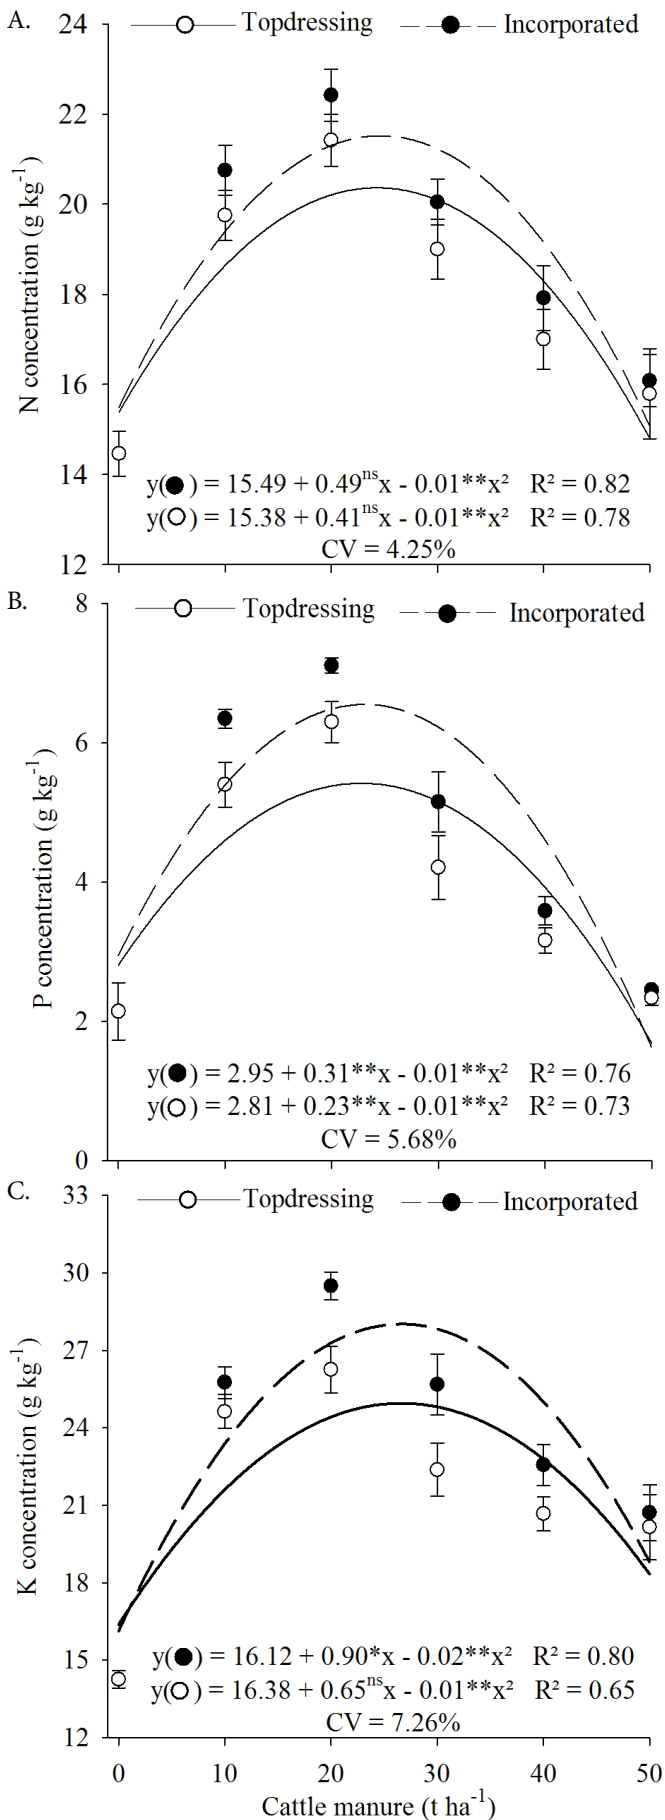 A.
Topdressing Incorporated
24
22
20
18
16
14
12
N concentration (g kg⁻¹)
y(●) = 15.49 + 0.49ⁿˢx - 0.01**x² R² = 0.82
y(○) = 15.38 + 0.41ⁿˢx - 0.01**x² R² = 0.78
CV = 4.25%
B.
Topdressing Incorporated
8
6
4
2
0
P concentration (g kg⁻¹)
y(●) = 2.95 + 0.31**x - 0.01**x² R² = 0.76
y(○) = 2.81 + 0.23**x - 0.01**x² R² = 0.73
CV = 5.68%
C.
Topdressing Incorporated
33
30
27
24
21
18
15
12
K concentration (g kg⁻¹)
y(●) = 16.12 + 0.90*x - 0.02**x² R² = 0.80
y(○) = 16.38 + 0.65ⁿˢx - 0.01**x² R² = 0.65
CV = 7.26%
0 10 20 30 40 50
Cattle manure (t ha⁻¹)